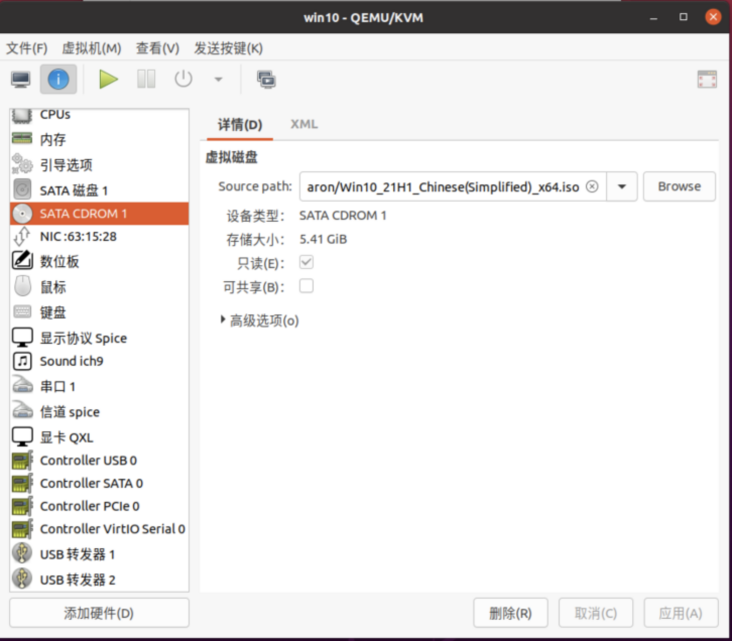 win10 - QEMU/KVM
文件(F) 虚拟机(M) 查看(V) 发送按键(K)
CPUs
内存
引导选项
SATA 磁盘 1
SATA CDROM 1
NIC :63:15:28
数位板
鼠标
键盘
显示协议 Spice
Sound ich9
串口 1
信道 spice
显卡 QXL
Controller USB 0
Controller SATA 0
Controller PCIe 0
Controller VirtIO Serial 0
USB 转发器 1
USB 转发器 2
添加硬件(D)
详情(D) XML
虚拟磁盘
Source path: aron/Win10_21H1_Chinese(Simplified)_x64.iso Browse
设备类型: SATA CDROM 1
存储大小: 5.41 GiB
只读(E):
可共享(B):
高级选项(o)
删除(R) 取消(C) 应用(A)